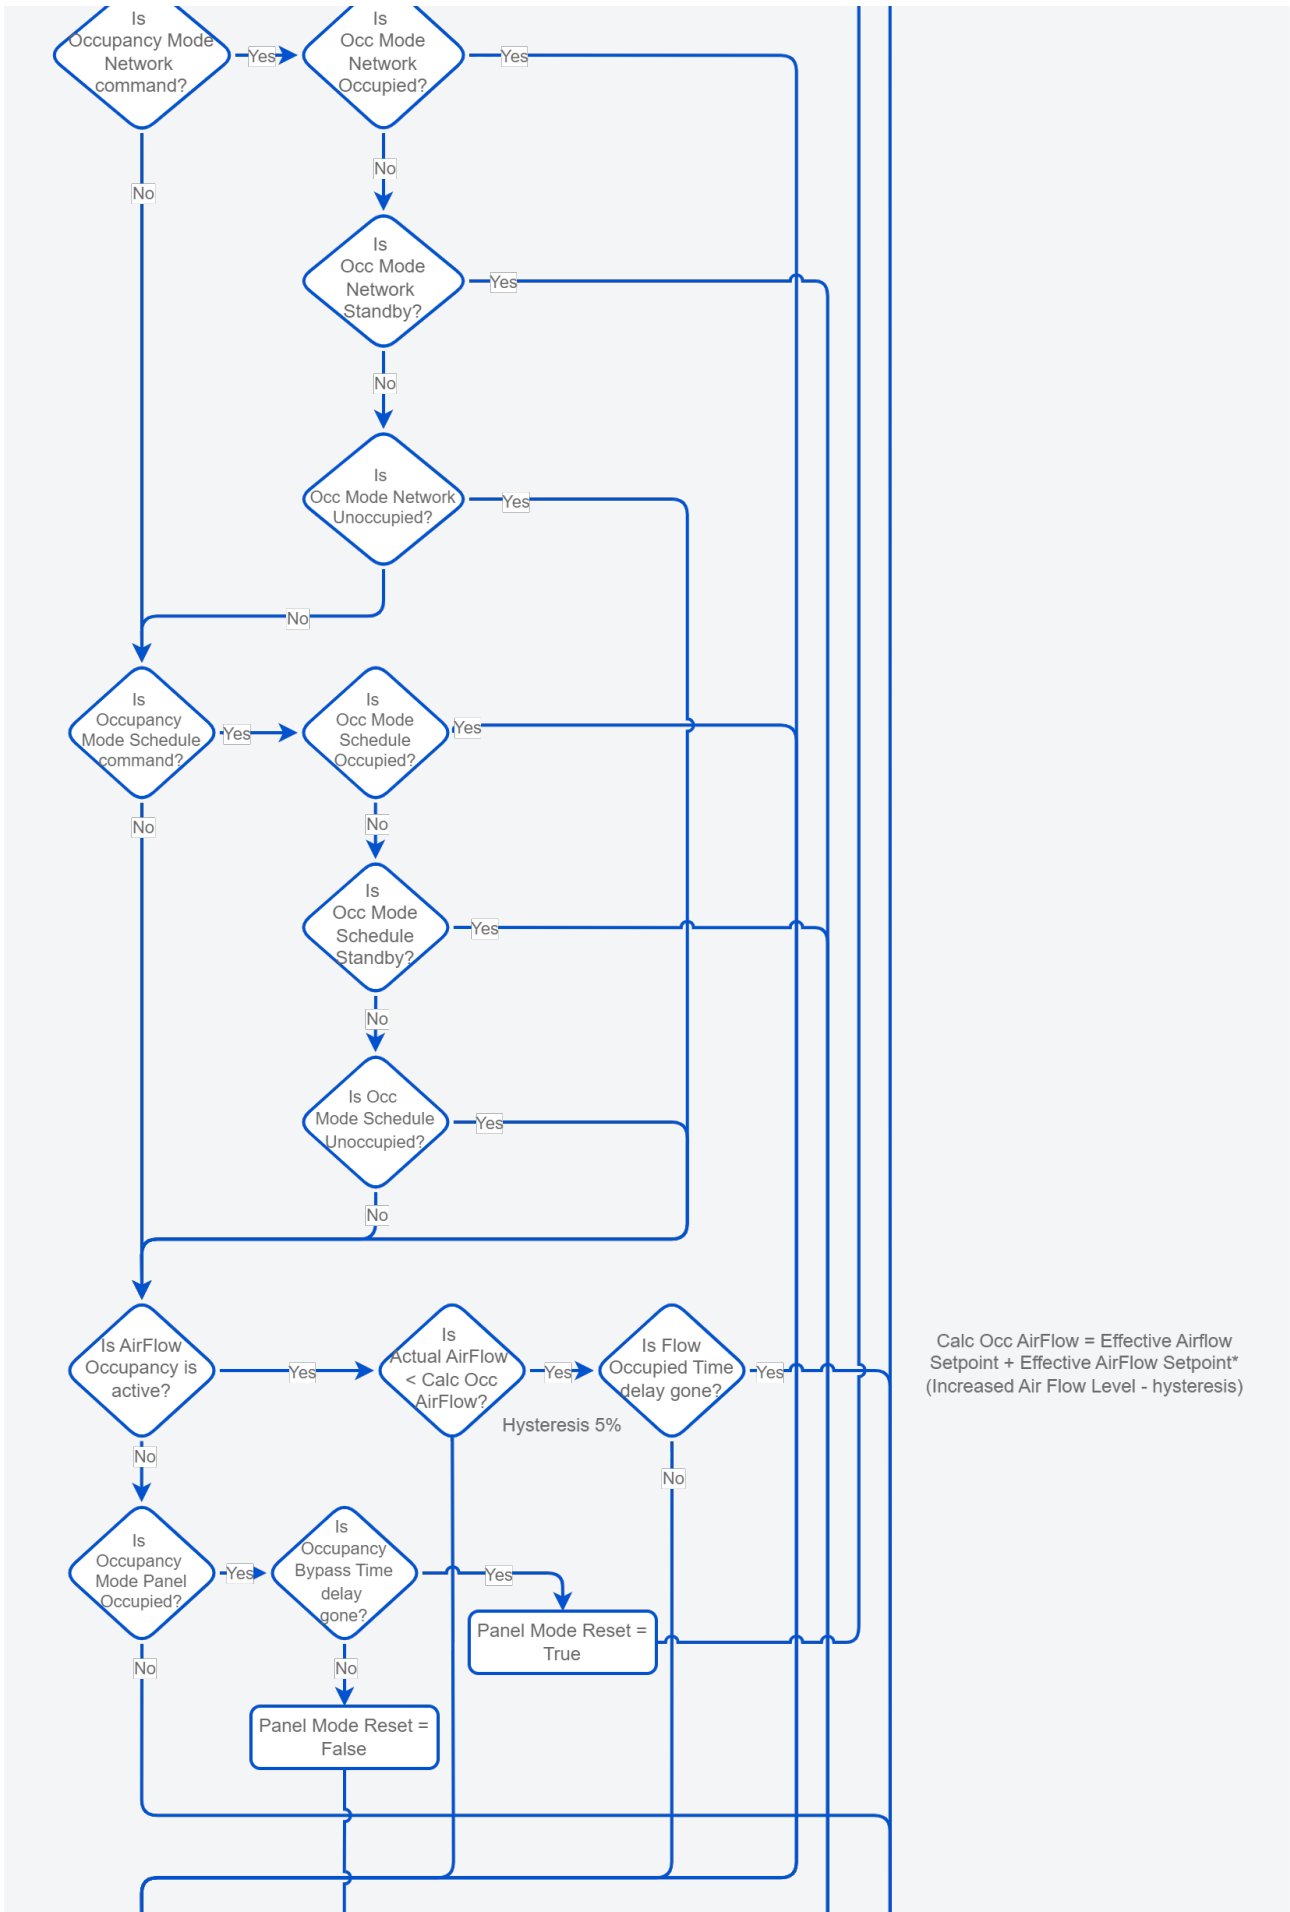 Is
Occupancy Mode
Network
command?
Yes
Is
Occ Mode
Network
Occupied?
Yes
No
No
Is
Occ Mode
Network
Standby?
Yes
No
Is
Occ Mode Network
Unoccupied?
Yes
No
Is
Occupancy
Mode Schedule
command?
Yes
Is
Occ Mode
Schedule
Occupied?
Yes
No
No
Is
Occ Mode
Schedule
Standby?
Yes
No
Is Occ
Mode Schedule
Unoccupied?
Yes
No
Is AirFlow
Occupancy is
active?
Yes
Is
Actual AirFlow
< Calc Occ
AirFlow?
Yes
Hysteresis 5%
Is Flow
Occupied Time
delay gone?
Yes
Calc Occ AirFlow = Effective Airflow
Setpoint + Effective AirFlow Setpoint*
(Increased Air Flow Level - hysteresis)
No
No
Is
Occupancy
Mode Panel
Occupied?
Yes
Is
Occupancy
Bypass Time
delay
gone?
Yes
Panel Mode Reset =
True
No
No
Panel Mode Reset =
False